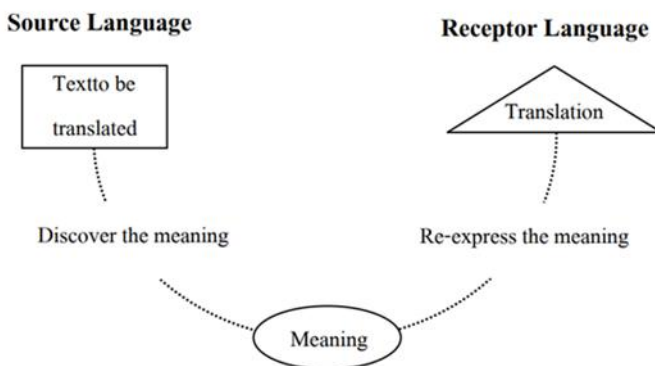 Source Language
Receptor Language
Textto be
translated
Translation
Discover the meaning
Re-express the meaning
Meaning